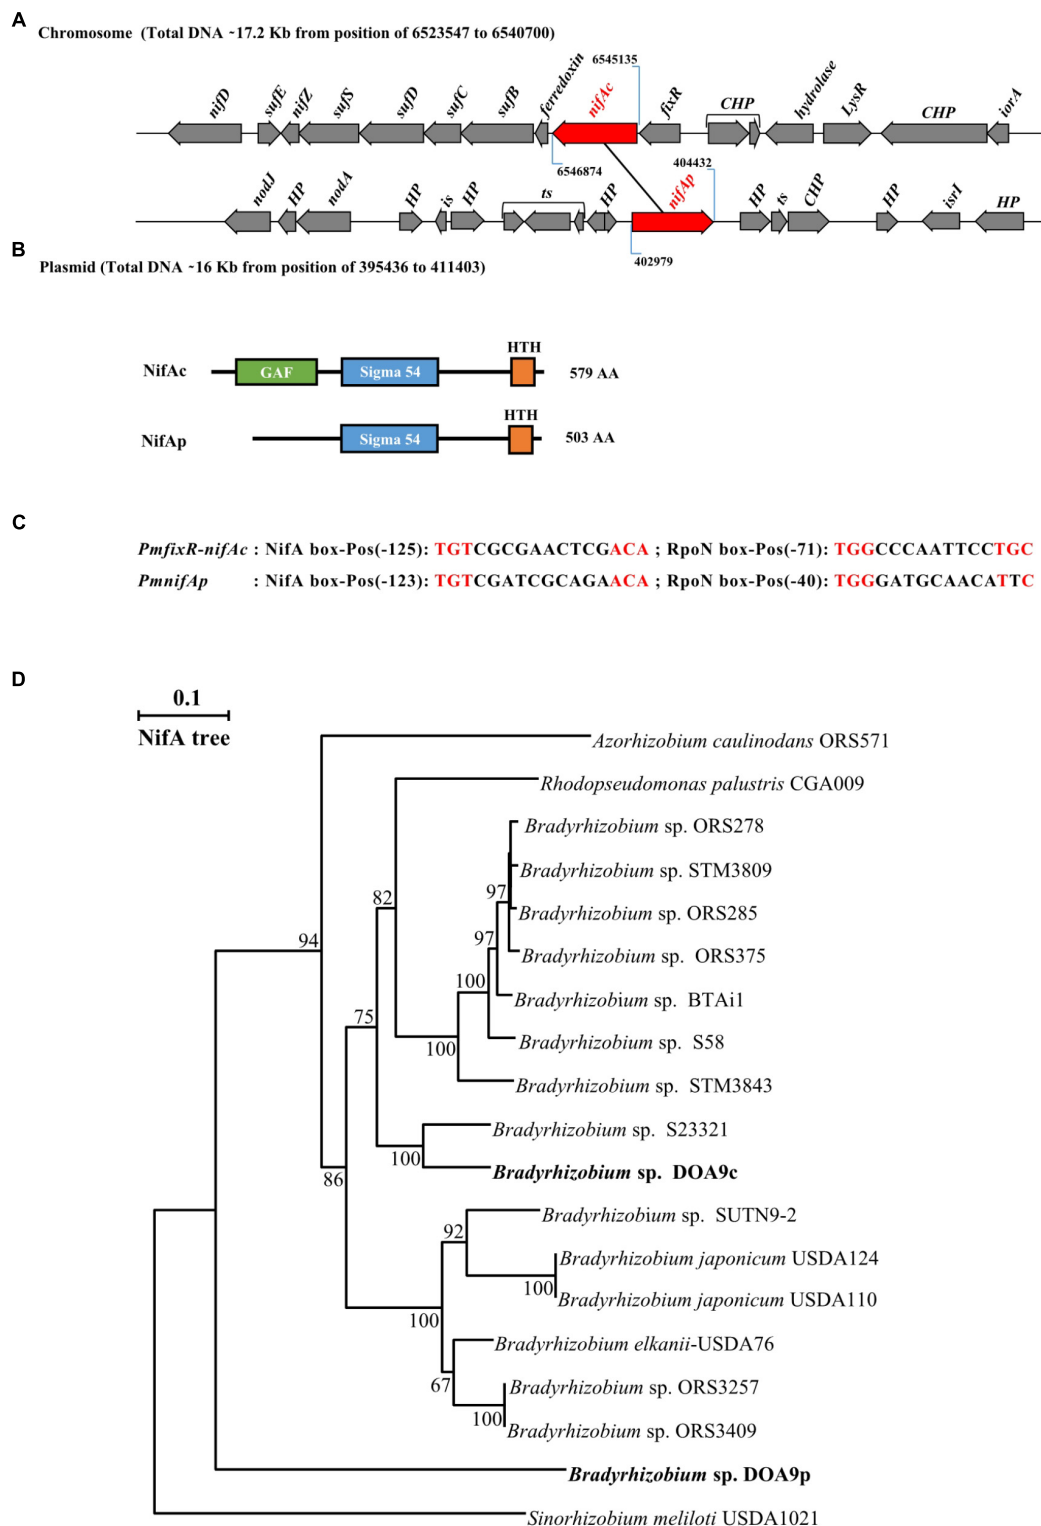 A
Chromosome (Total DNA ~17.2 Kb from position of 6523547 to 6540700)
nifD sufE nifZ sufS sufD sufC sufB ferredoxin nifAc 6545135 fixR CHP hydrolase LysR CHP iorA
6546874 404432
nodJ HP nodA HP is HP ts HP nifAp HP ts CHP HP isrI HP
402979
B
Plasmid (Total DNA ~16 Kb from position of 395436 to 411403)
HTH
NifAc GAF Sigma 54 579 AA
HTH
NifAp Sigma 54 503 AA
C
PmfixR-nifAc : NifA box-Pos(-125): TGTCGCGAACTCGACA ; RpoN box-Pos(-71): TGGCCCAATTCCTGC
PmnifAp : NifA box-Pos(-123): TGTCGATCGCAGAACA ; RpoN box-Pos(-40): TGGGATGCAACATTC
D
0.1
NifA tree
Azorhizobium caulinodans ORS571
Rhodopseudomonas palustris CGA009
Bradyrhizobium sp. ORS278
Bradyrhizobium sp. STM3809
97
82
Bradyrhizobium sp. ORS285
97
94
Bradyrhizobium sp. ORS375
100
Bradyrhizobium sp. BTAi1
75
Bradyrhizobium sp. S58
100
Bradyrhizobium sp. STM3843
Bradyrhizobium sp. S23321
100
Bradyrhizobium sp. DOA9c
86
Bradyrhizobium sp. SUTN9-2
92
Bradyrhizobium japonicum USDA124
100
Bradyrhizobium japonicum USDA110
100
Bradyrhizobium elkanii-USDA76
67
Bradyrhizobium sp. ORS3257
100
Bradyrhizobium sp. ORS3409
Bradyrhizobium sp. DOA9p
Sinorhizobium meliloti USDA1021